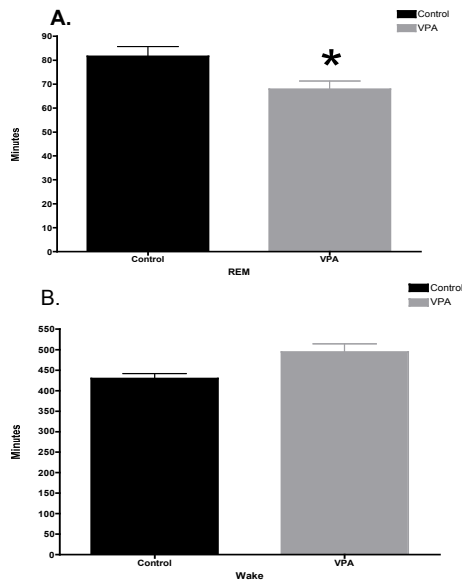 A.
Control
VPA
*
90
80
70
60
50
40
30
20
10
0
Minutes
Control VPA
REM
B.
Control
VPA
550
500
450
400
350
300
250
200
150
100
50
0
Minutes
Control VPA
Wake